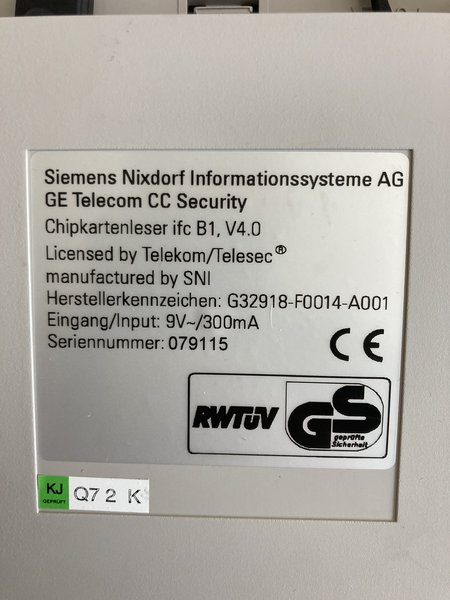 Siemens Nixdorf Informationssysteme AG
GE Telecom CC Security
Chipkartenleser ifc B1, V4.0
Licensed by Telekom/Telesec®
manufactured by SNI
Herstellerkennzeichen: G32918-F0014-A001
Eingang/Input: 9V~/300mA
Seriennummer: 079115
CE
RWTÜV
GS
geprüfte
Sicherheit
KJ
GEPRÜFT
Q7 2 K